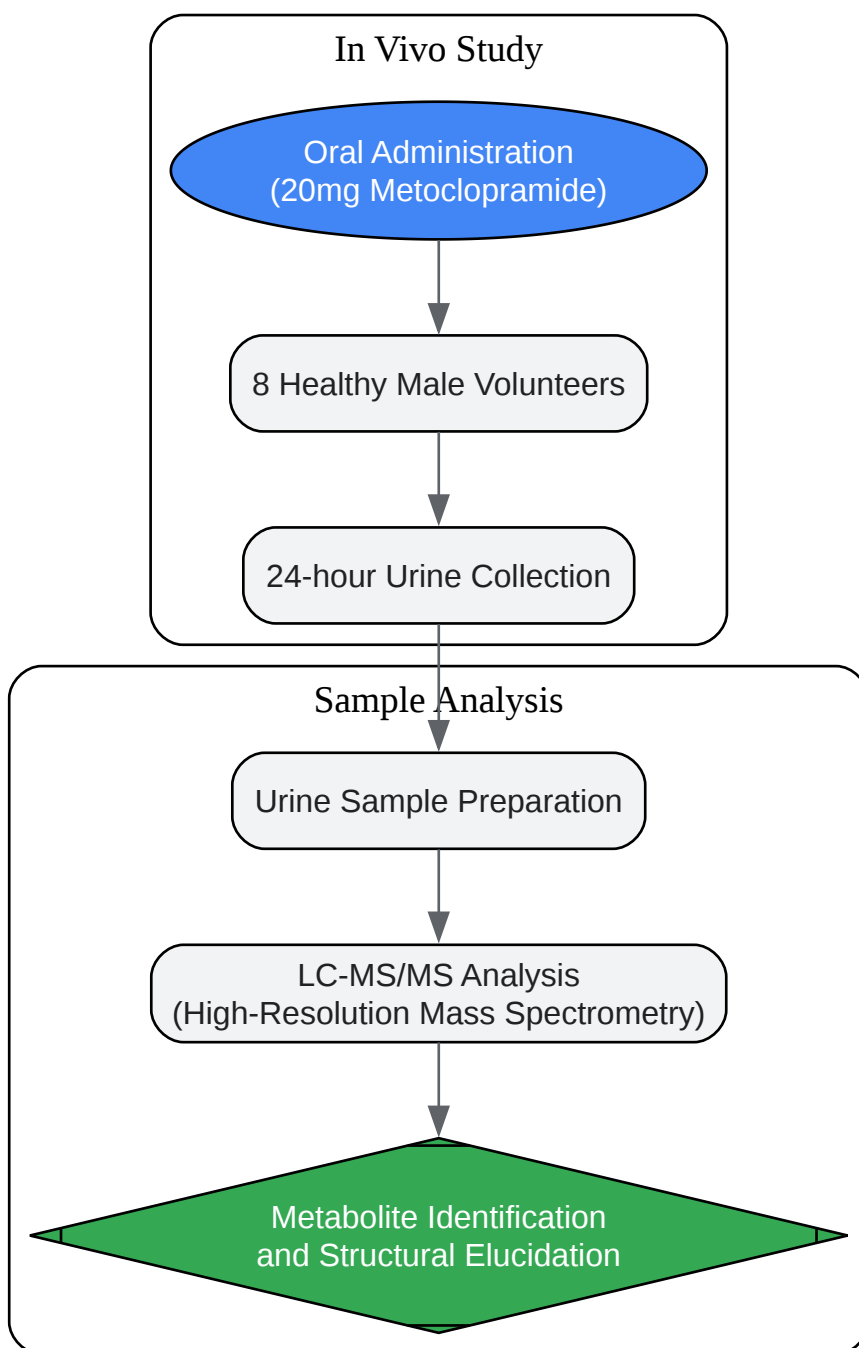 In Vivo Study
Oral Administration
(20mg Metoclopramide)
8 Healthy Male Volunteers
24-hour Urine Collection
Sample Analysis
Urine Sample Preparation
LC-MS/MS Analysis
(High-Resolution Mass Spectrometry)
Metabolite Identification
and Structural Elucidation